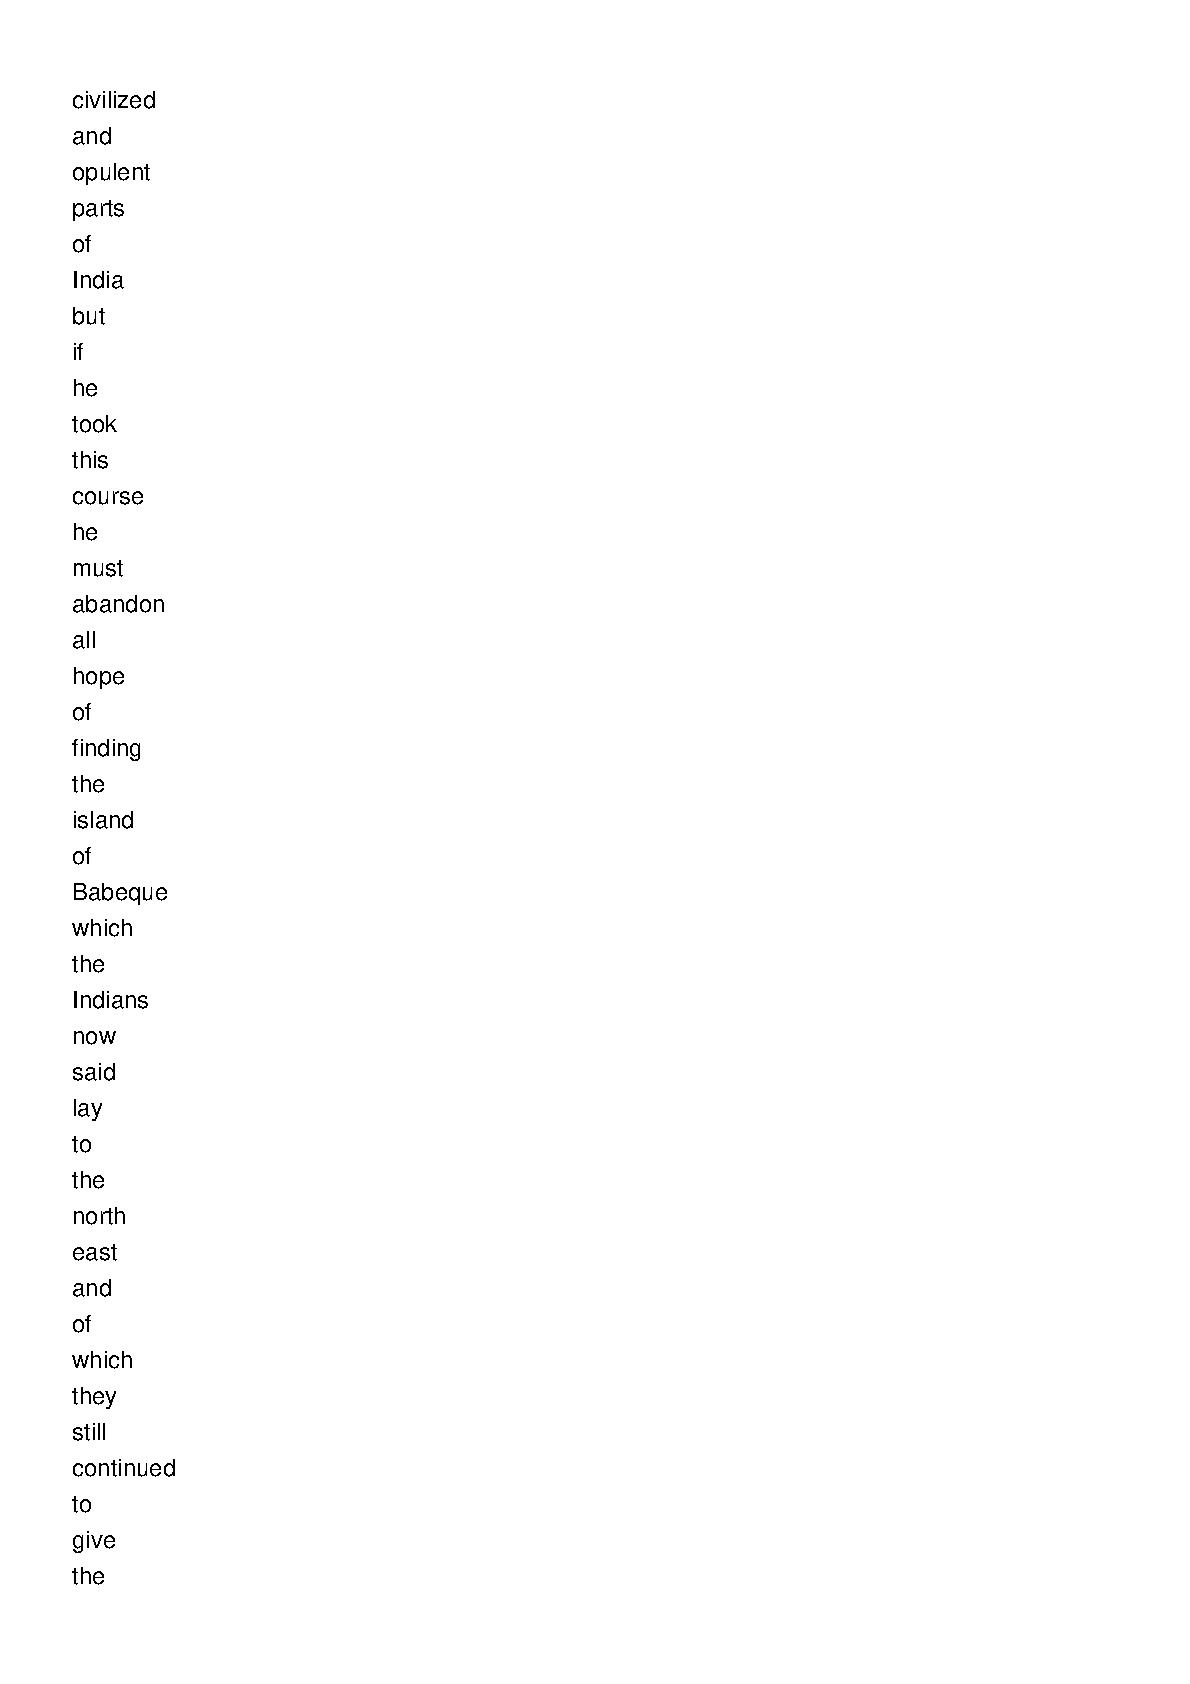 civilized
and
opulent
parts
of
India
but
if
he
took
this
course
he
must
abandon
all
hope
of
finding
the
island
of
Babeque
which
the
Indians
now
said
lay
to
the
north
east
and
of
which
they
still
continued
to
give
the